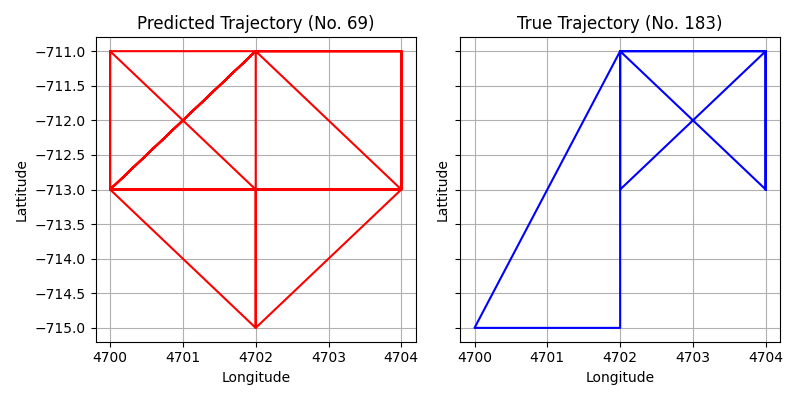 Predicted Trajectory (No. 69)
True Trajectory (No. 183)
−711.0
−711.5
−712.0
−712.5
−713.0
−713.5
−714.0
−714.5
−715.0
Lattitude
Lattitude
4700 4701 4702 4703 4704
4700 4701 4702 4703 4704
Longitude
Longitude